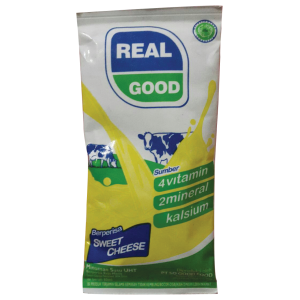 REAL
GOOD
Sumber
4vitamin
2mineral
kalsium
Berperisa
SWEET
CHEESE